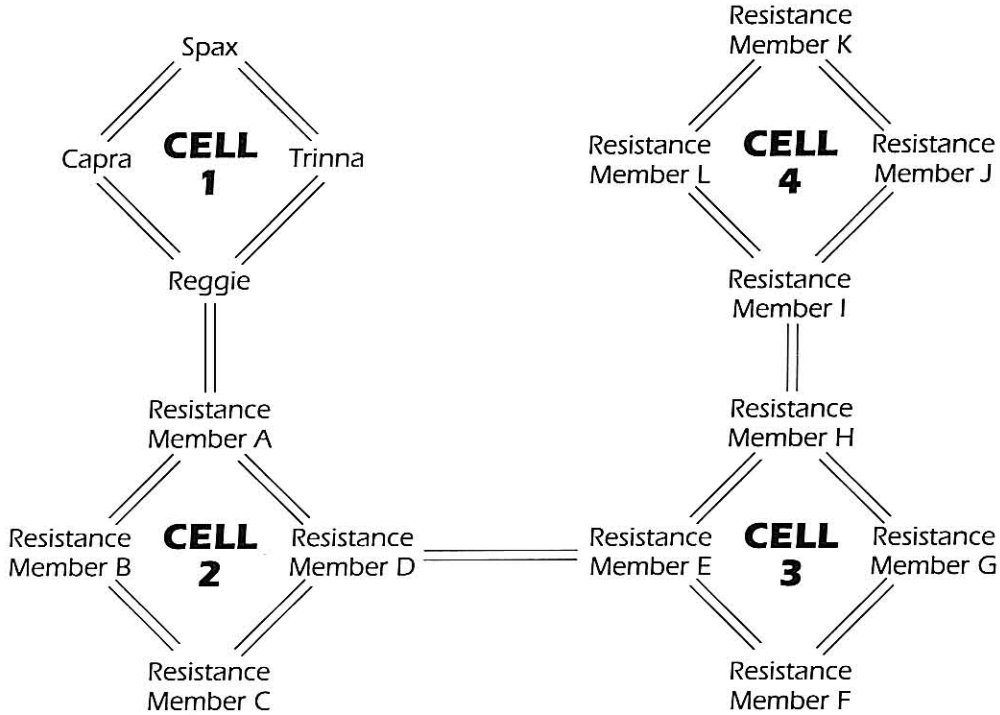 Spax
Capra
CELL
1
Trinna
Reggie
Resistance
Member A
Resistance
Member B
CELL
2
Resistance
Member D
Resistance
Member C
Resistance
Member K
Resistance
Member L
CELL
4
Resistance
Member J
Resistance
Member I
Resistance
Member H
Resistance
Member E
CELL
3
Resistance
Member G
Resistance
Member F